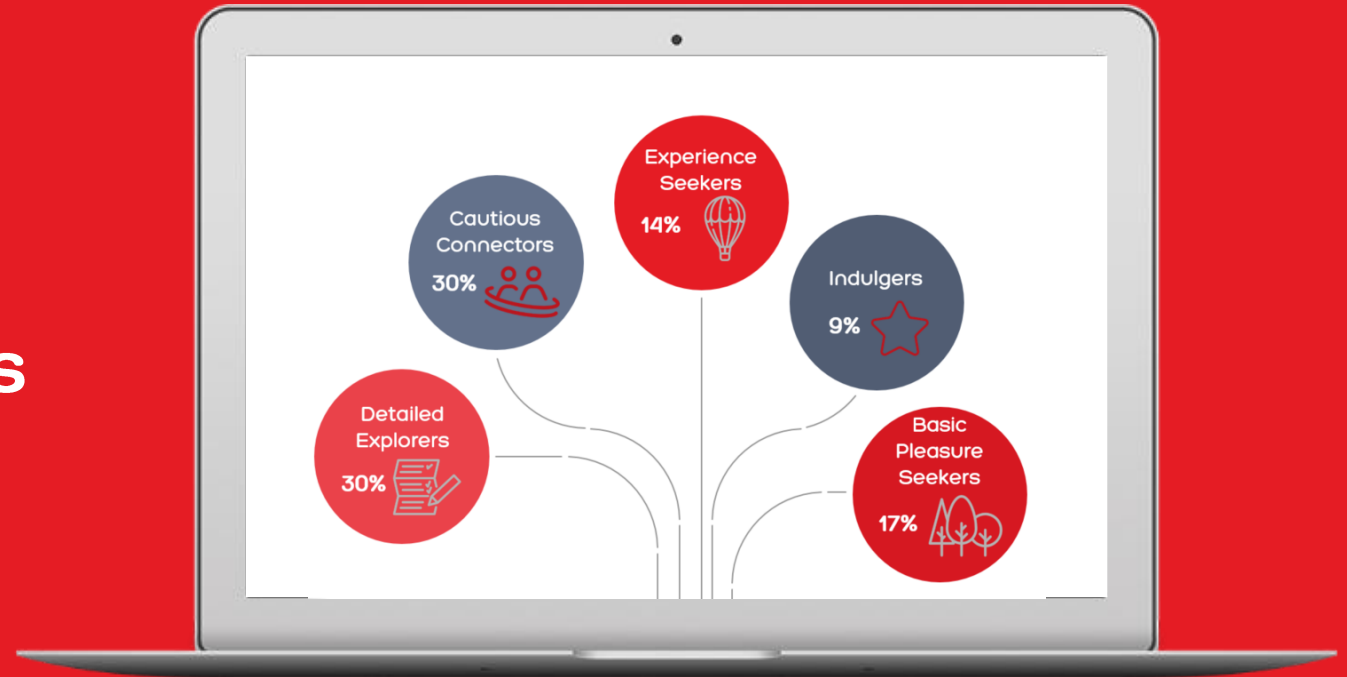 Experience
Seekers
14%
Cautious
Connectors
30%
Indulgers
9%
Detailed
Explorers
30%
Basic
Pleasure
Seekers
17%
s